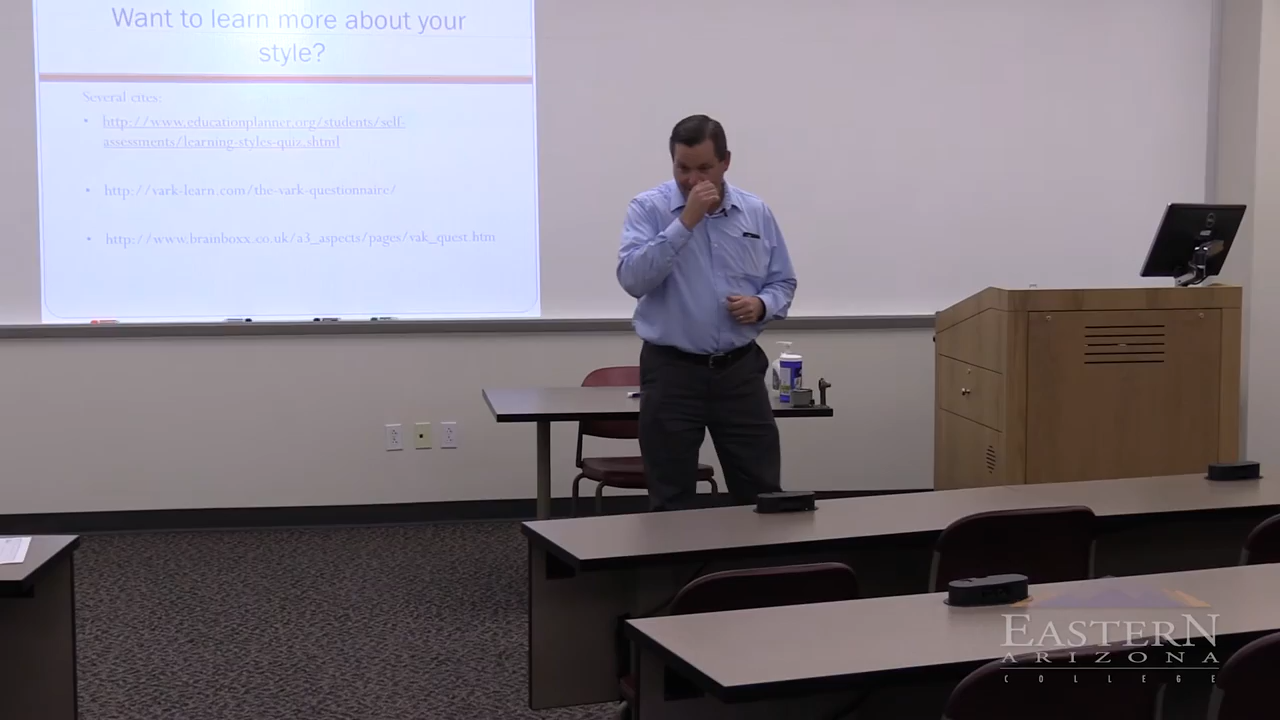 Want to learn more about your
style?
Several cites:
• http://www.educationplanner.org/students/self-
assessments/learning-styles-quiz.shtml
• http://vark-learn.com/the-vark-questionnaire/
• http://www.brainboxx.co.uk/a3_aspects/pages/vak_quest.htm
EASTERN
ARIZONA
COLLEGE